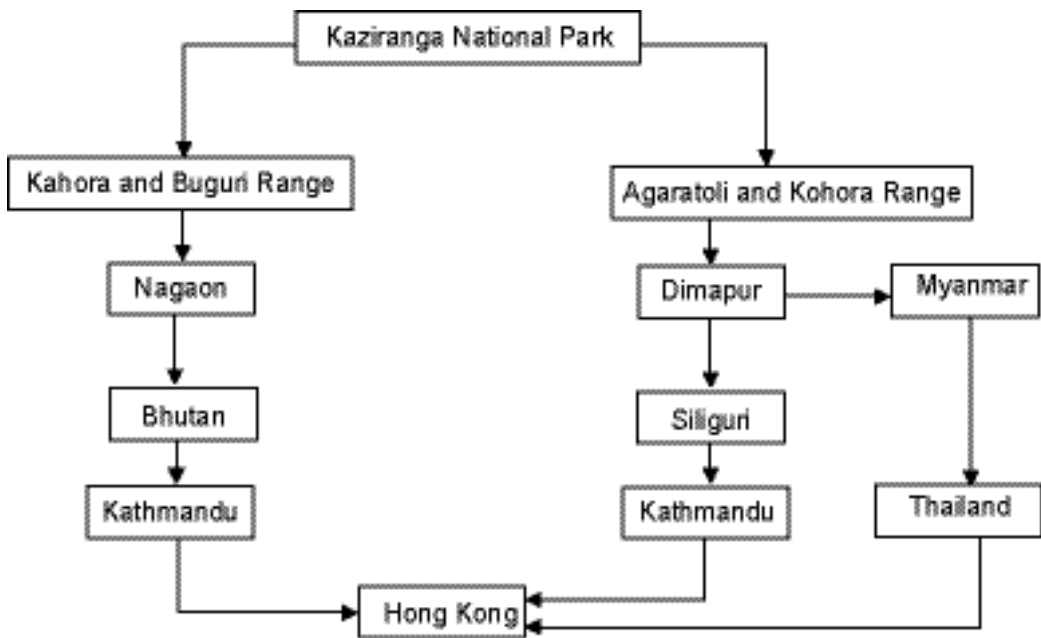 Kaziranga National Park
Kahora and Buguri Range
Agaratoli and Kohora Range
Nagaon
Dimapur
Myanmar
Bhutan
Siliguri
Kathmandu
Kathmandu
Thailand
Hong Kong